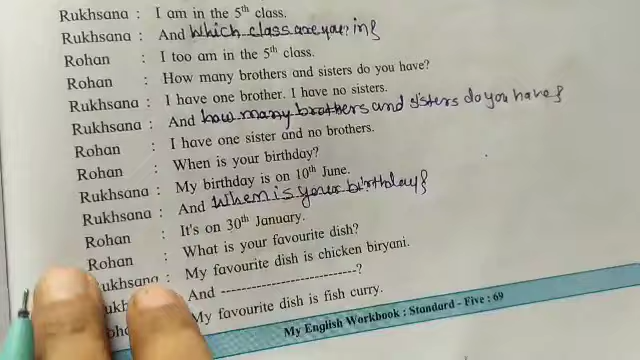 Rukhsana : I am in the 5th class.
Rukhsana : And which class are you in?
Rohan : I too am in the 5th class.
Rohan : How many brothers and sisters do you have?
Rukhsana : I have one brother. I have no sisters.
Rukhsana : And how many brothers and sisters do you have?
Rohan : I have one sister and no brothers.
Rohan : When is your birthday?
Rukhsana : My birthday is on 10th June.
Rukhsana : And When is your birthday?
Rohan : It's on 30th January.
Rohan : What is your favourite dish?
Rukhsana : My favourite dish is chicken biryani.
Rukh : And ----------------------------?
Roh My favourite dish is fish curry.
My English Workbook : Standard - Five : 69